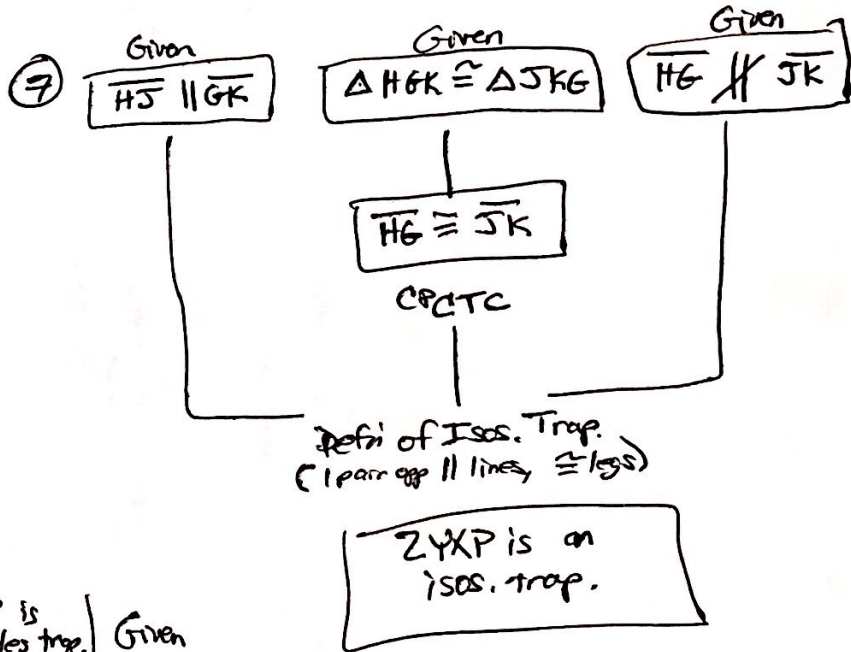 ⑦
Given
HJ || GK
Given
△HGK ≅ △JKG
Given
HG ∦ JK
HG ≅ JK
CPCTC
Defn of Isos. Trap.
(1 pair opp || lines, ≅ legs)
ZYXP is an
isos. trap.
is
trap. | Given